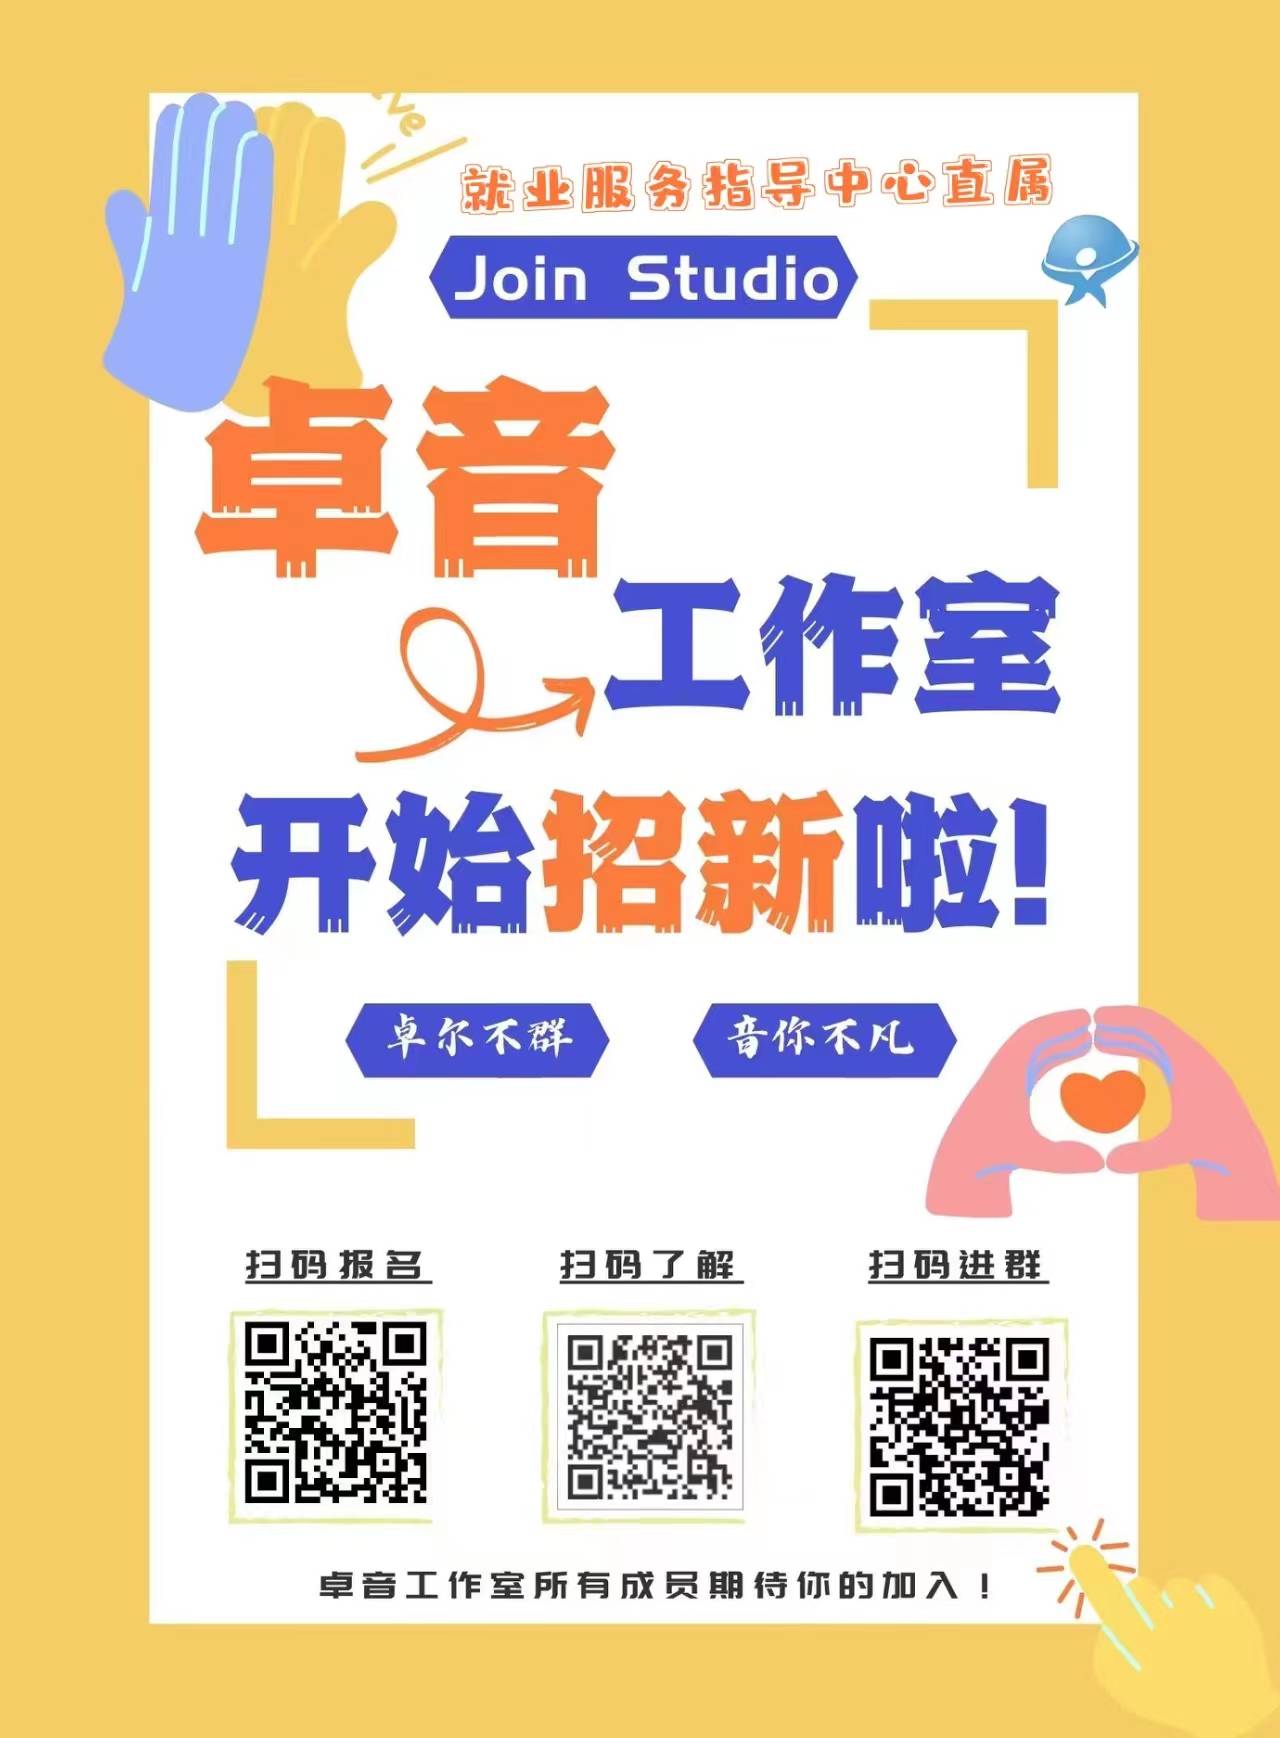 就业服务指导中心直属
Join Studio
卓音
工作室
开始招新啦!
卓尔不群 音你不凡
扫码报名 扫码了解 扫码进群
卓音工作室所有成员期待你的加入！